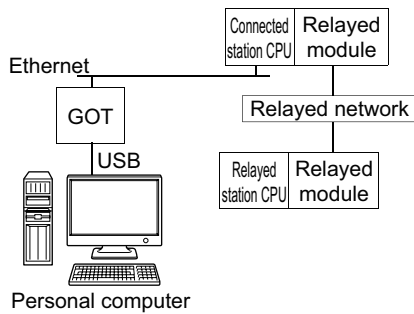 Connected
station CPU
Relayed
module
Ethernet
GOT
Relayed network
USB
Relayed
station CPU
Relayed
module
Personal computer